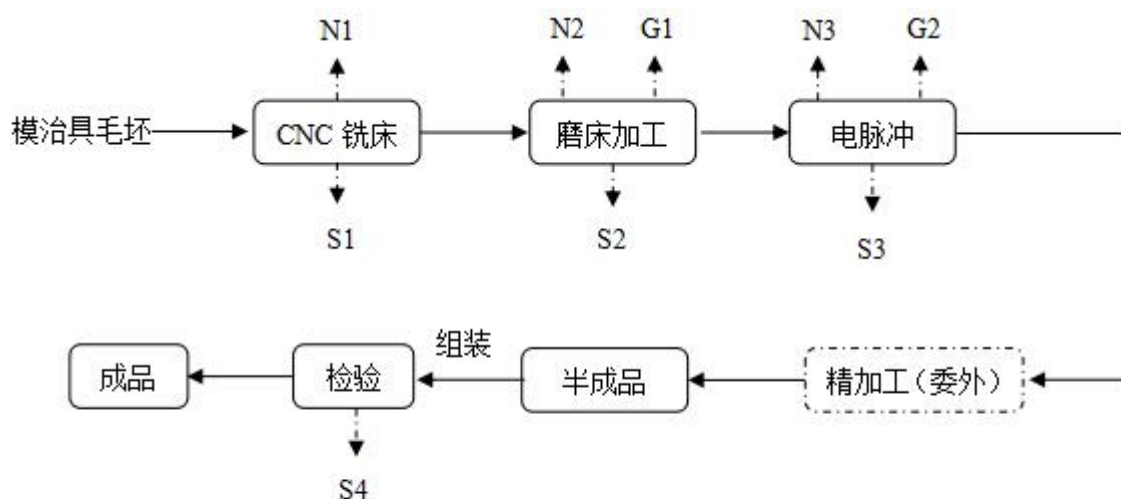 N1
N2
G1
N3
G2
模治具毛坯
CNC 铣床
磨床加工
电脉冲
S1
S2
S3
组装
成品
检验
半成品
精加工（委外）
S4